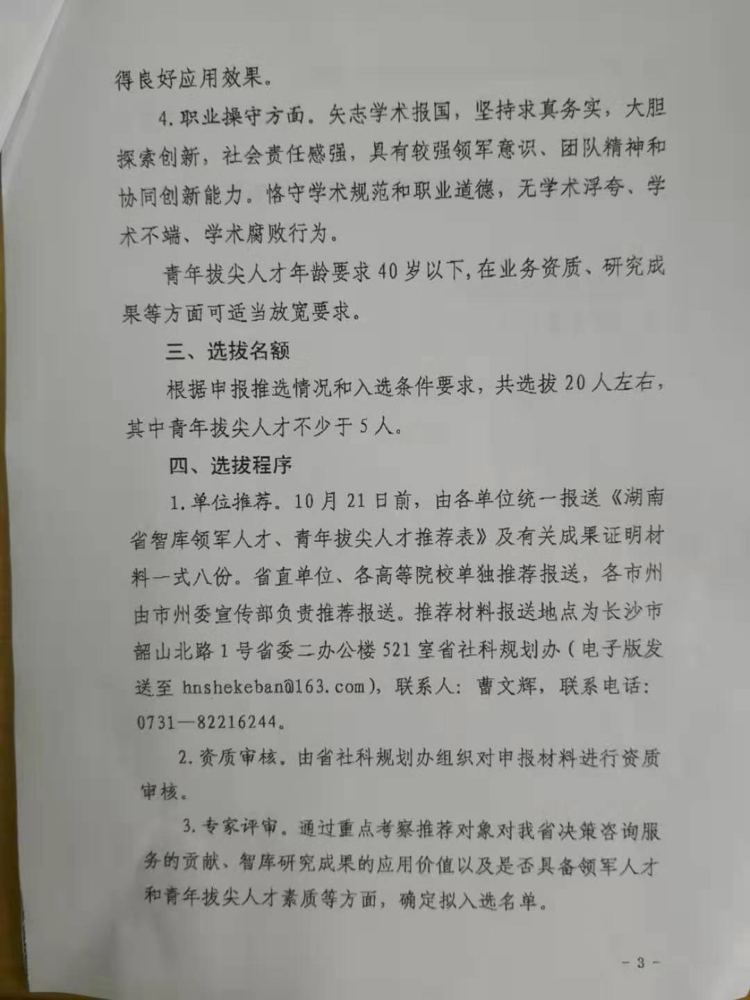 得良好应用效果。
4.职业操守方面。矢志学术报国，坚持求真务实，大胆
探索创新，社会责任感强，具有较强领军意识、团队精神和
协同创新能力。恪守学术规范和职业道德，无学术浮夸、学
术不端、学术腐败行为。
青年拔尖人才年龄要求40岁以下,在业务资质、研究成
果等方面可适当放宽要求。
三、选拔名额
根据申报推选情况和入选条件要求，共选拔20人左右，
其中青年拔尖人才不少于5人。
四、选拔程序
1.单位推荐。10月21日前，由各单位统一报送《湖南
省智库领军人才、青年拔尖人才推荐表》及有关成果证明材
料一式八份。省直单位、各高等院校单独推荐报送，各市州
由市州委宣传部负责推荐报送。推荐材料报送地点为长沙市
韶山北路1号省委二办公楼521室省社科规划办（电子版发
送至hnshekeban@163.com)，联系人：曹文辉，联系电话：
0731—82216244。
2.资质审核。由省社科规划办组织对申报材料进行资质
审核。
3.专家评审。通过重点考察推荐对象对我省决策咨询服
务的贡献、智库研究成果的应用价值以及是否具备领军人才
和青年拔尖人才素质等方面，确定拟入选名单。
- 3 -